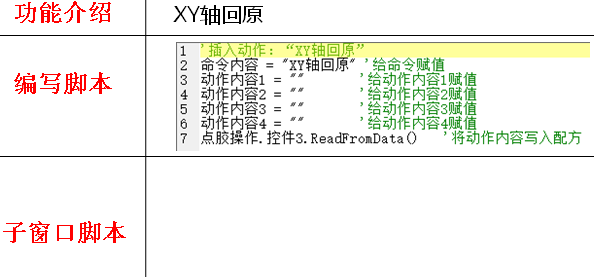 功能介绍 XY轴回原
编写脚本
1 '插入动作：“XY轴回原”
2 命令内容 = "XY轴回原" '给命令赋值
3 动作内容1 = "" '给动作内容1赋值
4 动作内容2 = "" '给动作内容2赋值
5 动作内容3 = "" '给动作内容3赋值
6 动作内容4 = "" '给动作内容4赋值
7 点胶操作.控件3.ReadFromData() '将动作内容写入配方
子窗口脚本